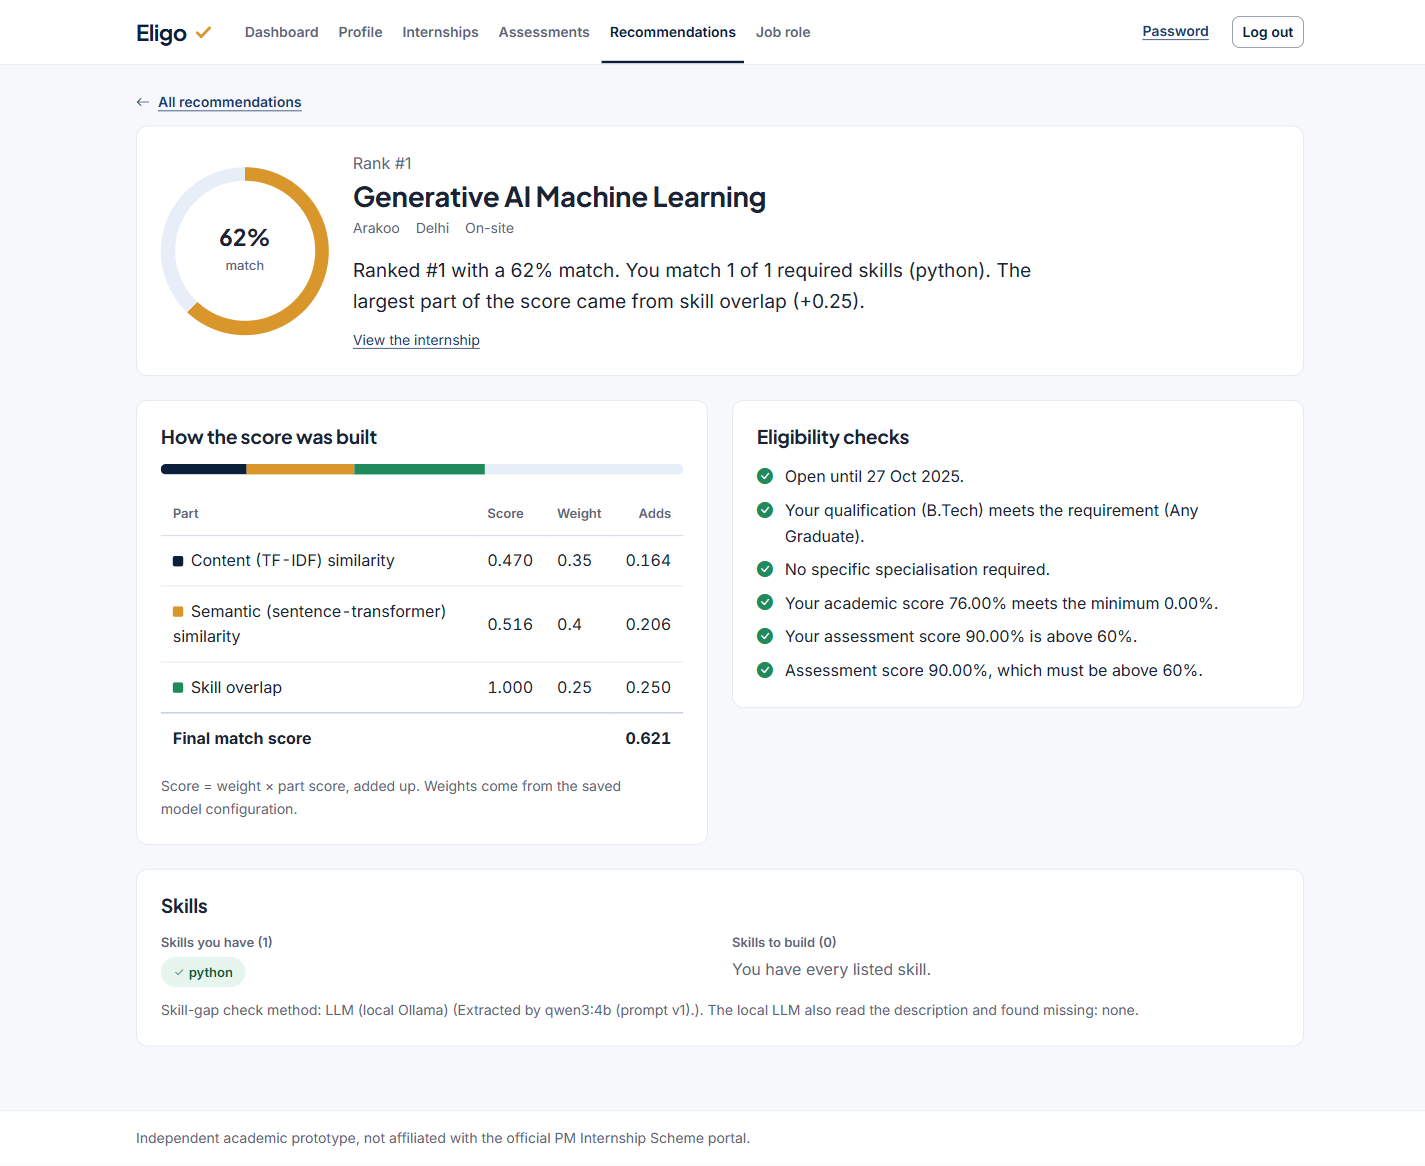 Eligo
Dashboard Profile Internships Assessments Recommendations Job role
Password Log out
← All recommendations
62%
match
Rank #1
Generative AI Machine Learning
Arakoo Delhi On-site
Ranked #1 with a 62% match. You match 1 of 1 required skills (python). The
largest part of the score came from skill overlap (+0.25).
View the internship
How the score was built
Part Score Weight Adds
Content (TF-IDF) similarity 0.470 0.35 0.164
Semantic (sentence-transformer)
similarity 0.516 0.4 0.206
Skill overlap 1.000 0.25 0.250
Final match score 0.621
Score = weight × part score, added up. Weights come from the saved
model configuration.
Eligibility checks
Open until 27 Oct 2025.
Your qualification (B.Tech) meets the requirement (Any
Graduate).
No specific specialisation required.
Your academic score 76.00% meets the minimum 0.00%.
Your assessment score 90.00% is above 60%.
Assessment score 90.00%, which must be above 60%.
Skills
Skills you have (1)
python
Skills to build (0)
You have every listed skill.
Skill-gap check method: LLM (local Ollama) (Extracted by qwen3:4b (prompt v1).). The local LLM also read the description and found missing: none.
Independent academic prototype, not affiliated with the official PM Internship Scheme portal.